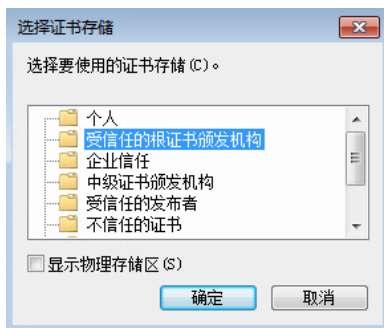 选择证书存储
选择要使用的证书存储(C)。
个人
受信任的根证书颁发机构
企业信任
中级证书颁发机构
受信任的发布者
不信任的证书
显示物理存储区(S)
确定
取消